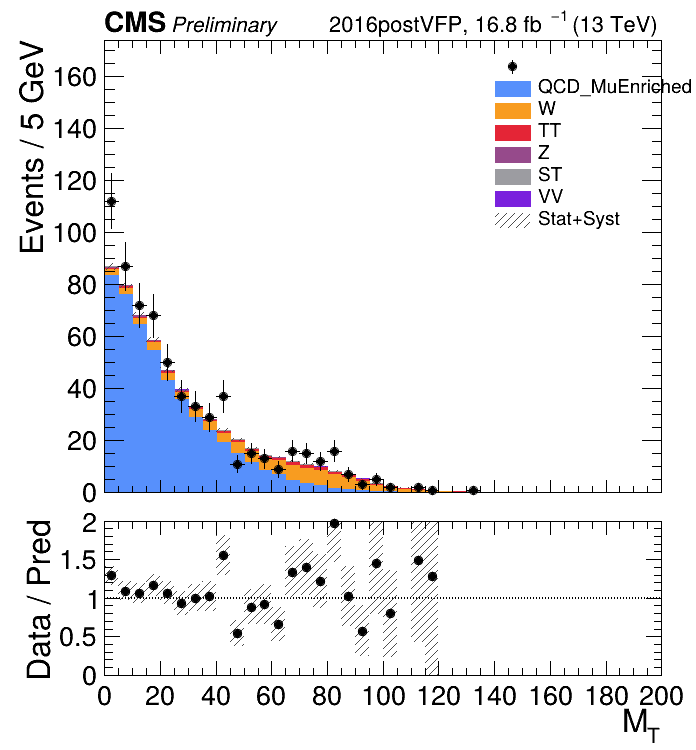 CMS Preliminary 2016postVFP, 16.8 fb⁻¹ (13 TeV)
Events / 5 GeV
160
140
120
100
80
60
40
20
0
QCD_MuEnriched
W
TT
Z
ST
VV
Stat+Syst
Data / Pred
2
1.5
1
0.5
0
0 20 40 60 80 100 120 140 160 180 200
M_T